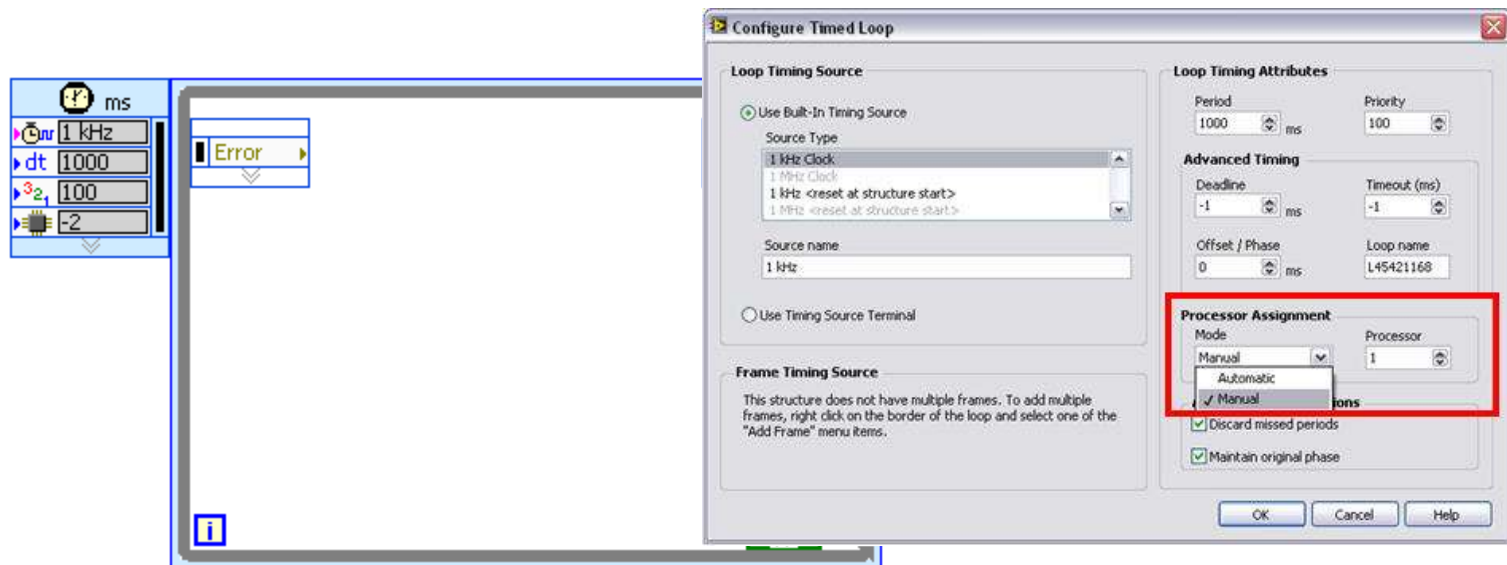 ms
1 kHz
dt 1000
321 100
-2
Error
i
Configure Timed Loop
Loop Timing Source
Use Built-In Timing Source
Source Type
1 kHz Clock
1 MHz Clock
1 kHz <reset at structure start>
1 MHz <reset at structure start>
Source name
1 kHz
Use Timing Source Terminal
Frame Timing Source
This structure does not have multiple frames. To add multiple
frames, right click on the border of the loop and select one of the
"Add Frame" menu items.
Loop Timing Attributes
Period Priority
1000 ms 100
Advanced Timing
Deadline Timeout (ms)
-1 ms -1
Offset / Phase Loop name
0 ms L45421168
Processor Assignment
Mode Processor
Manual 1
Automatic
Manual
Discard missed periods
Maintain original phase
OK Cancel Help